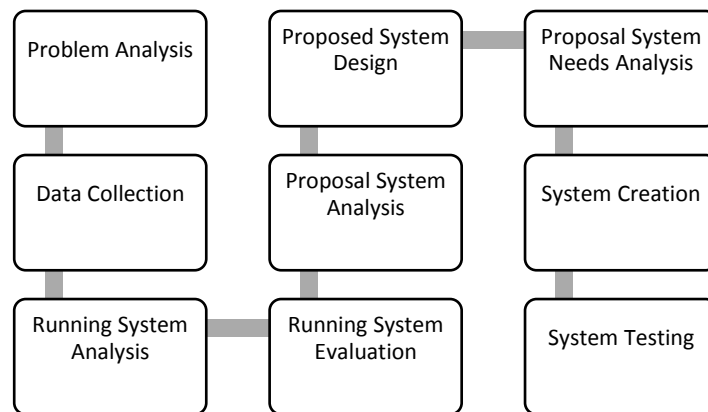 Problem Analysis
Data Collection
Running System
Analysis
Running System
Evaluation
Proposal System
Analysis
Proposed System
Design
Proposal System
Needs Analysis
System Creation
System Testing